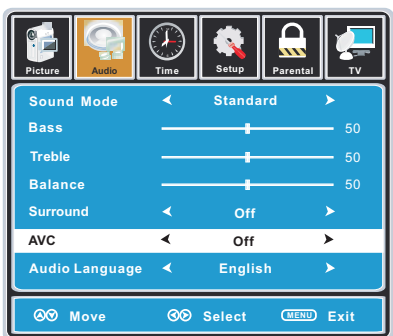 Picture Audio Time Setup Parental TV
Sound Mode Standard
Bass 50
Treble 50
Balance 50
Surround Off
AVC Off
Audio Language English
Move Select MENU Exit